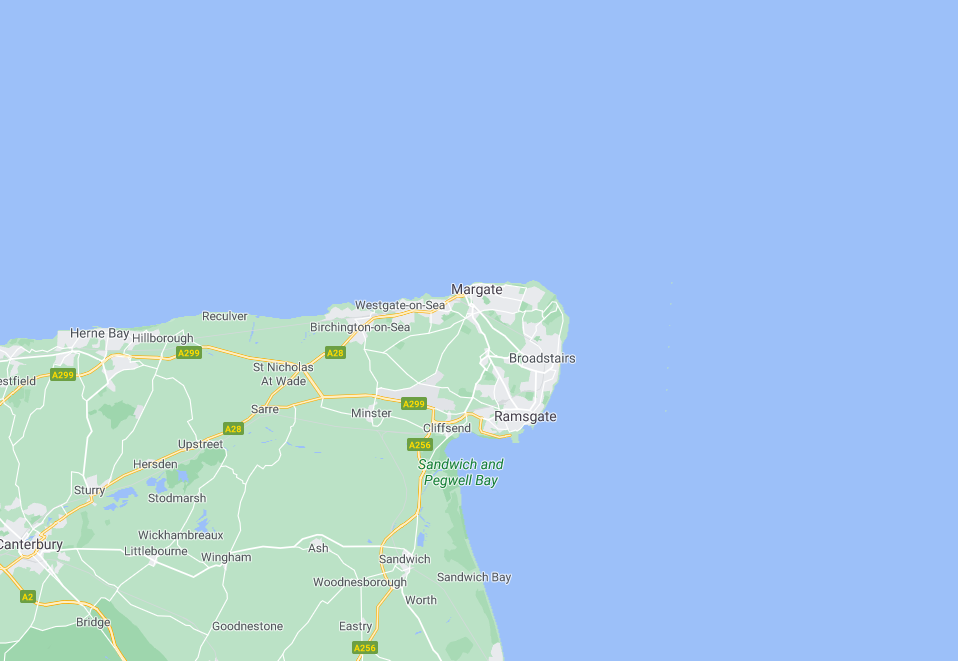 Margate
Westgate-on-Sea
Reculver
Birchington-on-Sea
Herne Bay
Hillborough
A299
A28
Broadstairs
St Nicholas
At Wade
A299
estfield
A299
Sarre
Minster
Ramsgate
A28
Cliffsend
Upstreet
A256
Hersden
Sandwich and
Pegwell Bay
Sturry
Stodmarsh
Wickhambreaux
Canterbury
Littlebourne
Ash
Wingham
Sandwich
Woodnesborough
Sandwich Bay
A2
Worth
Bridge
Goodnestone
Eastry
A256